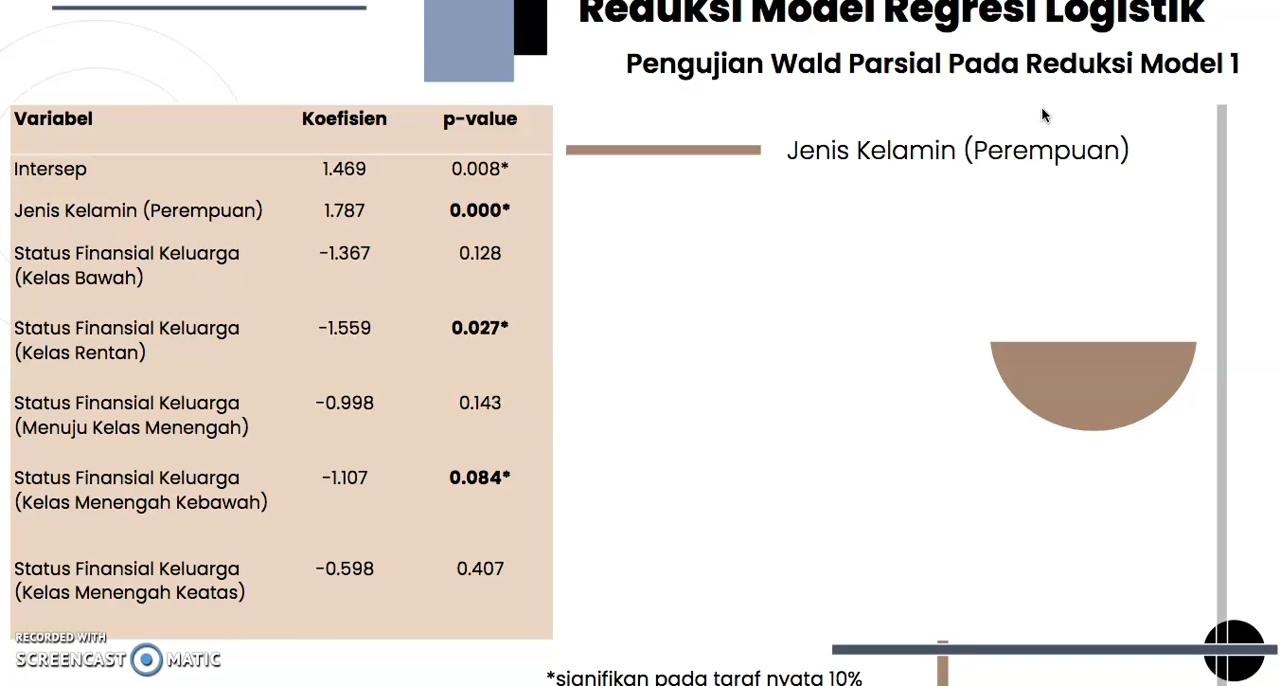 Reduksi Model Regresi Logistik
Pengujian Wald Parsial Pada Reduksi Model 1
Variabel Koefisien p-value
Intersep 1.469 0.008*
Jenis Kelamin (Perempuan) 1.787 0.000*
Status Finansial Keluarga -1.367 0.128
(Kelas Bawah)
Status Finansial Keluarga -1.559 0.027*
(Kelas Rentan)
Status Finansial Keluarga -0.998 0.143
(Menuju Kelas Menengah)
Status Finansial Keluarga -1.107 0.084*
(Kelas Menengah Kebawah)
Status Finansial Keluarga -0.598 0.407
(Kelas Menengah Keatas)
Jenis Kelamin (Perempuan)
RECORDED WITH
SCREENCAST MATIC
*signifikan pada taraf nyata 10%